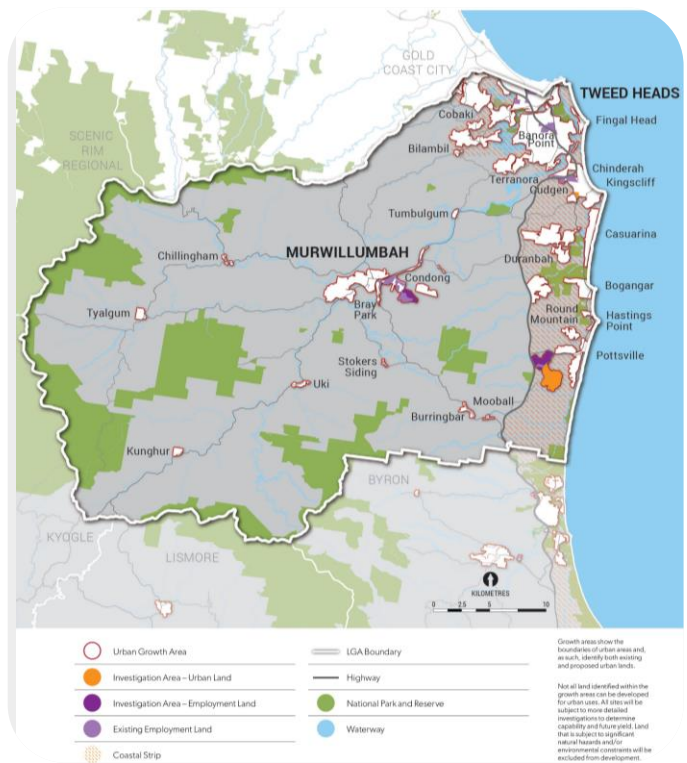 GOLD
COAST CITY
TWEED HEADS
Cobaki
Fingal Head
Banora
Point
SCENIC
RIM
REGIONAL
Bilambil
Chinderah
Terranora
Kingscliff
Cudgen
Tumbulgum
Casuarina
MURWILLUMBAH
Chillingham
Duranbah
Condong
Bogangar
Bray
Park
Round
Mountain
Hastings
Point
Tyalgum
Stokers
Siding
Pottsville
Uki
Mooball
Burringbar
Kunghur
BYRON
KYOGLE
LISMORE
KILOMETRES
0 2.5 5 10
Urban Growth Area
Investigation Area – Urban Land
Investigation Area – Employment Land
Existing Employment Land
Coastal Strip
LGA Boundary
Highway
National Park and Reserve
Waterway
Growth areas show the
boundaries of urban areas and,
as such, identify both existing
and proposed urban lands.
Not all land identified within the
growth areas can be developed
for urban uses. All sites will be
subject to more detailed
investigations to determine
capability and future yield. Land
that is subject to significant
natural hazards and/or
environmental constraints will be
excluded from development.